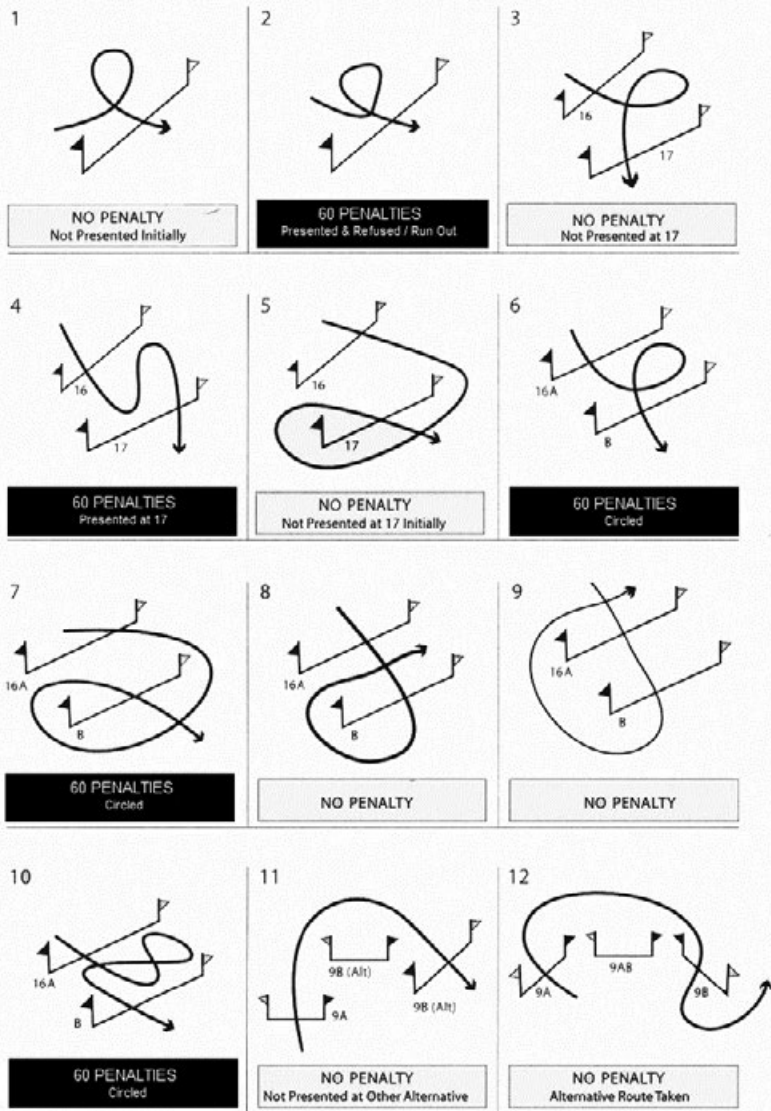 1
2
3
16
17
NO PENALTY
Not Presented Initially
60 PENALTIES
Presented & Refused / Run Out
NO PENALTY
Not Presented at 17
4
5
6
16
17
16
17
16A
B
60 PENALTIES
Presented at 17
NO PENALTY
Not Presented at 17 Initially
60 PENALTIES
Circled
7
8
9
16A
B
16A
B
16A
B
60 PENALTIES
Circled
NO PENALTY
NO PENALTY
10
11
12
16A
B
9B (Alt)
9A
9B (Alt)
9A
9AB
9B
60 PENALTIES
Circled
NO PENALTY
Not Presented at Other Alternative
NO PENALTY
Alternative Route Taken